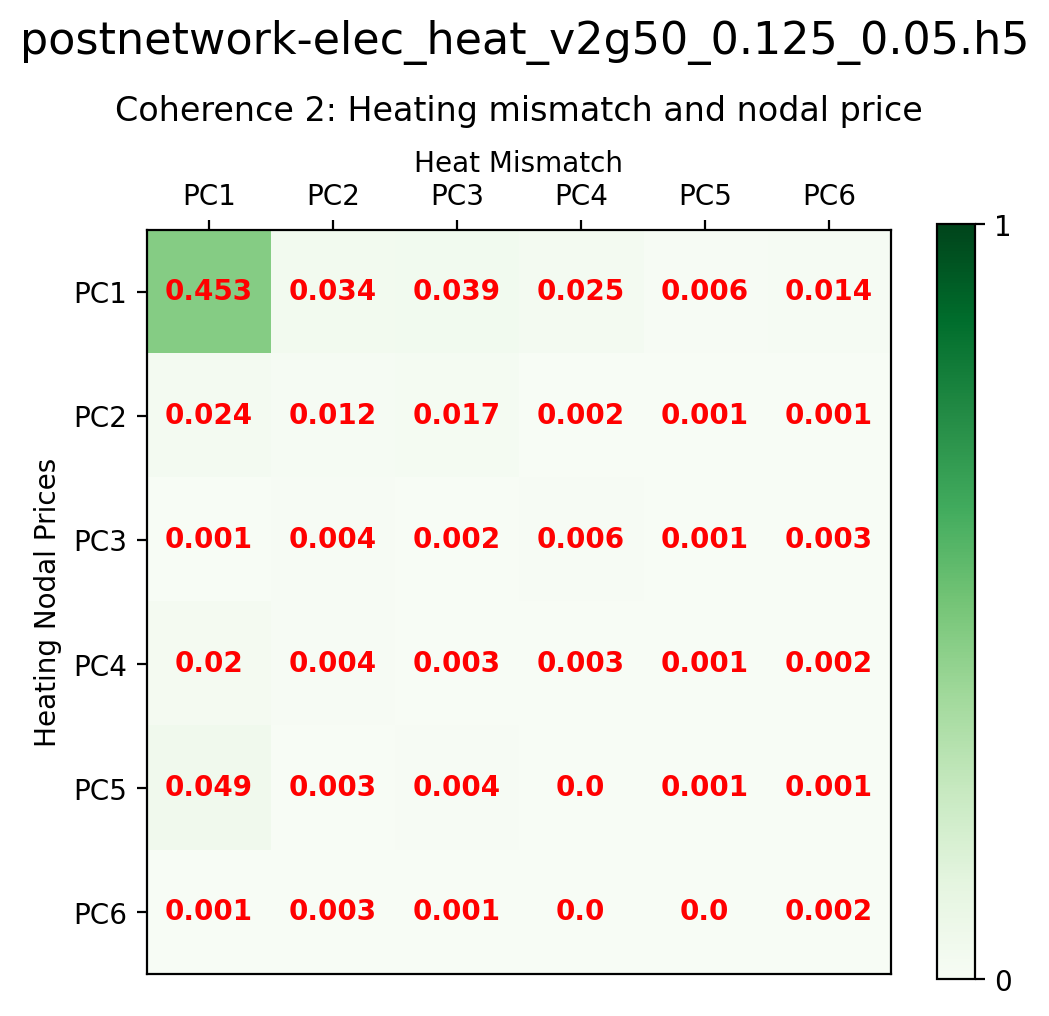 postnetwork-elec_heat_v2g50_0.125_0.05.h5
Coherence 2: Heating mismatch and nodal price
Heat Mismatch
PC1 PC2 PC3 PC4 PC5 PC6
1
PC1 0.453 0.034 0.039 0.025 0.006 0.014
PC2 0.024 0.012 0.017 0.002 0.001 0.001
Heating Nodal Prices
PC3 0.001 0.004 0.002 0.006 0.001 0.003
PC4 0.02 0.004 0.003 0.003 0.001 0.002
PC5 0.049 0.003 0.004 0.0 0.001 0.001
PC6 0.001 0.003 0.001 0.0 0.0 0.002
0